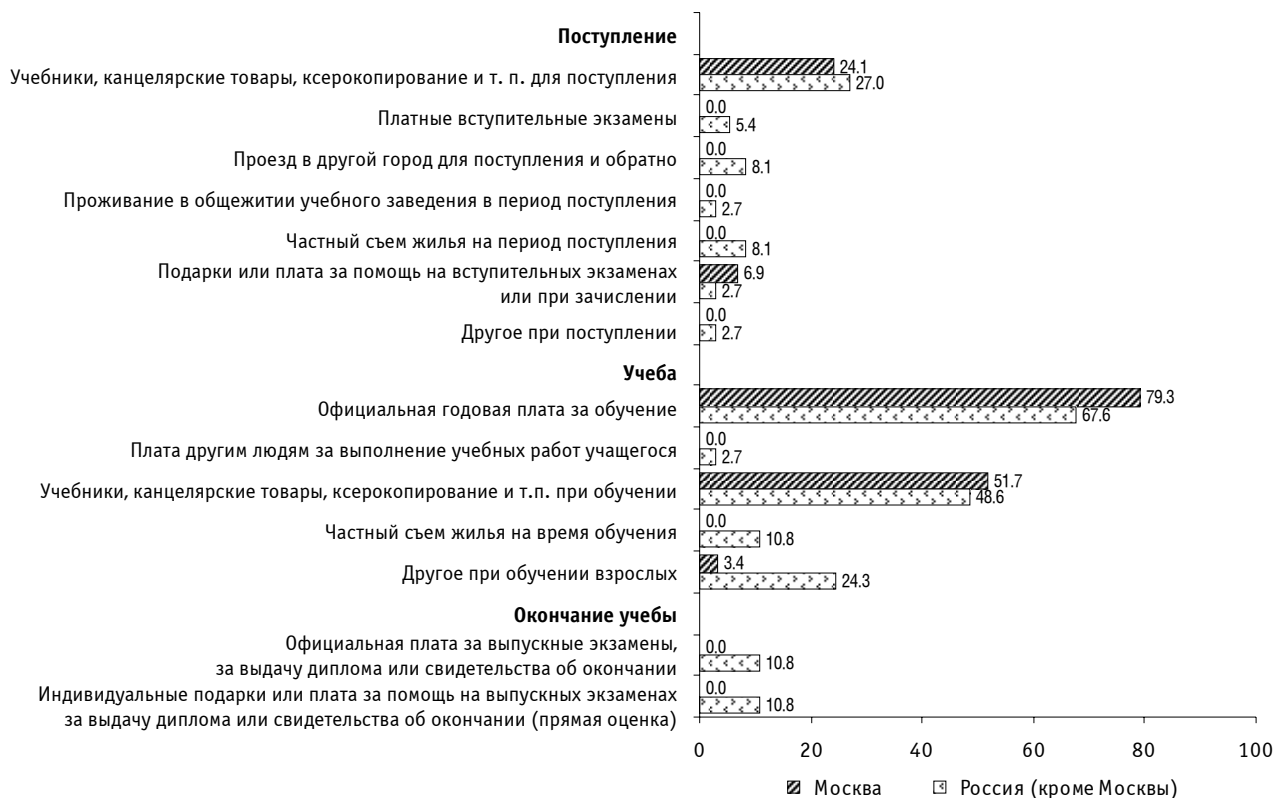 Поступление
Учебники, канцелярские товары, ксерокопирование и т. п. для поступления
24.1
27.0
Платные вступительные экзамены
0.0
5.4
Проезд в другой город для поступления и обратно
0.0
8.1
Проживание в общежитии учебного заведения в период поступления
0.0
2.7
Частный съем жилья на период поступления
0.0
8.1
Подарки или плата за помощь на вступительных экзаменах
или при зачислении
6.9
2.7
Другое при поступлении
0.0
2.7
Учеба
Официальная годовая плата за обучение
79.3
67.6
Плата другим людям за выполнение учебных работ учащегося
0.0
2.7
Учебники, канцелярские товары, ксерокопирование и т.п. при обучении
51.7
48.6
Частный съем жилья на время обучения
0.0
10.8
Другое при обучении взрослых
3.4
24.3
Окончание учебы
Официальная плата за выпускные экзамены,
за выдачу диплома или свидетельства об окончании
0.0
10.8
Индивидуальные подарки или плата за помощь на выпускных экзаменах
за выдачу диплома или свидетельства об окончании (прямая оценка)
0.0
10.8
0 20 40 60 80 100
Москва Россия (кроме Москвы)